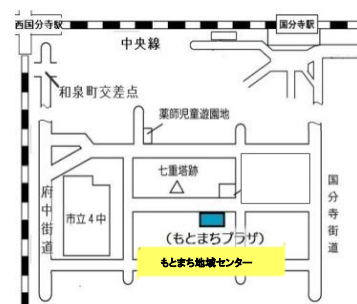 西国分寺駅
国分寺駅
中央線
和泉町交差点
薬師児童遊園地
七重塔跡
府中街道
国分寺街道
市立4中
(もとまちプラザ)
もとまち地域センター